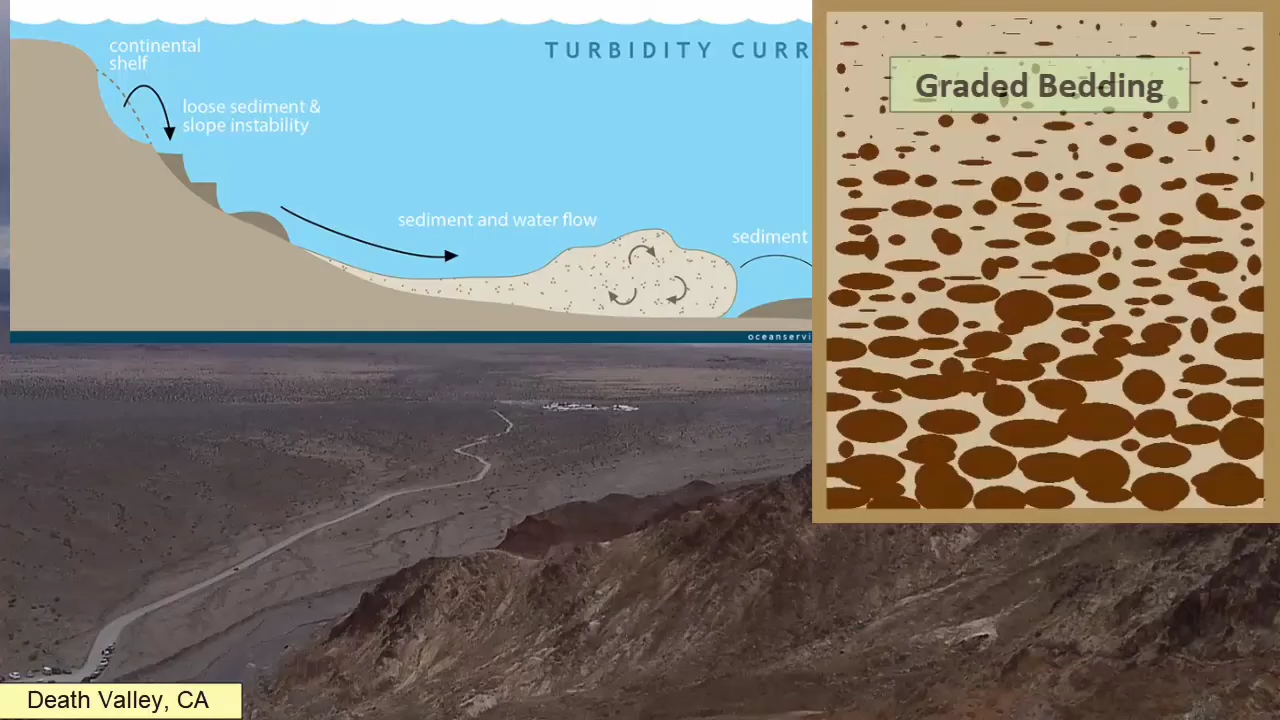 continental
shelf
TURBIDITY CURR
loose sediment &
slope instability
sediment and water flow
sediment
oceanservi
Graded Bedding
Death Valley, CA